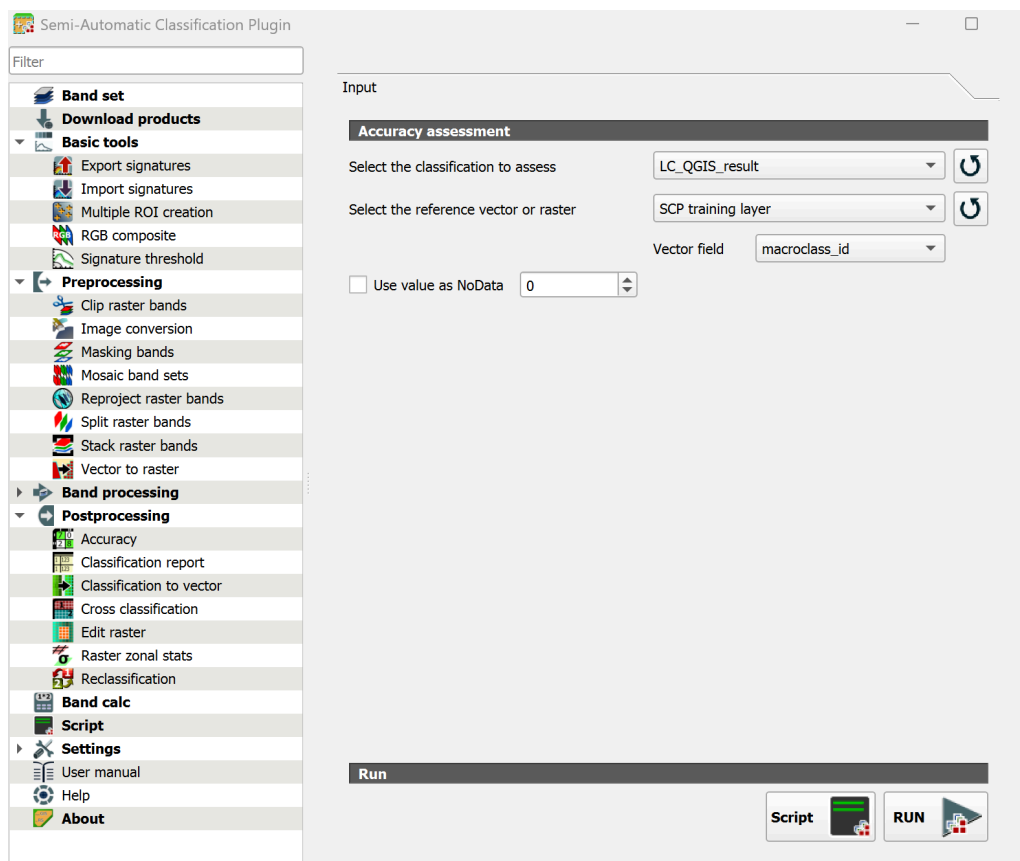 Semi-Automatic Classification Plugin
Filter
Band set
Download products
Basic tools
Export signatures
Import signatures
Multiple ROI creation
RGB composite
Signature threshold
Preprocessing
Clip raster bands
Image conversion
Masking bands
Mosaic band sets
Reproject raster bands
Split raster bands
Stack raster bands
Vector to raster
Band processing
Postprocessing
Accuracy
Classification report
Classification to vector
Cross classification
Edit raster
Raster zonal stats
Reclassification
Band calc
Script
Settings
User manual
Help
About
Input
Accuracy assessment
Select the classification to assess LC_QGIS_result
Select the reference vector or raster SCP training layer
Vector field macroclass_id
Use value as NoData 0
Run
Script RUN